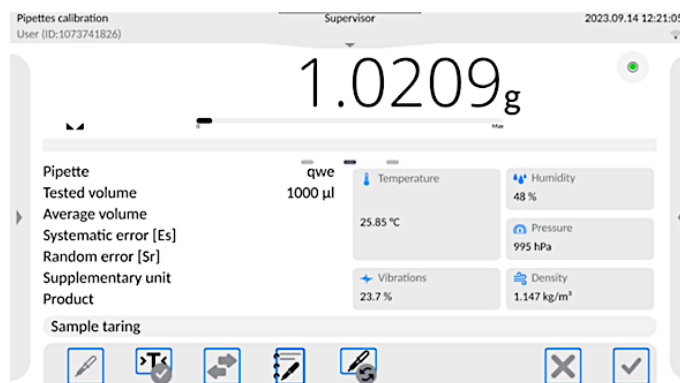 Pipettes calibration Supervisor 2023.09.14 12:21:05
User (ID:1073741826)
1.0209 g
0 Max
Pipette qwe
Tested volume 1000 µl
Average volume
Systematic error [Es]
Random error [Sr]
Supplementary unit
Product
Temperature
25.85 °C
Humidity
48 %
Pressure
995 hPa
Vibrations
23.7 %
Density
1.147 kg/m³
Sample taring
>T<